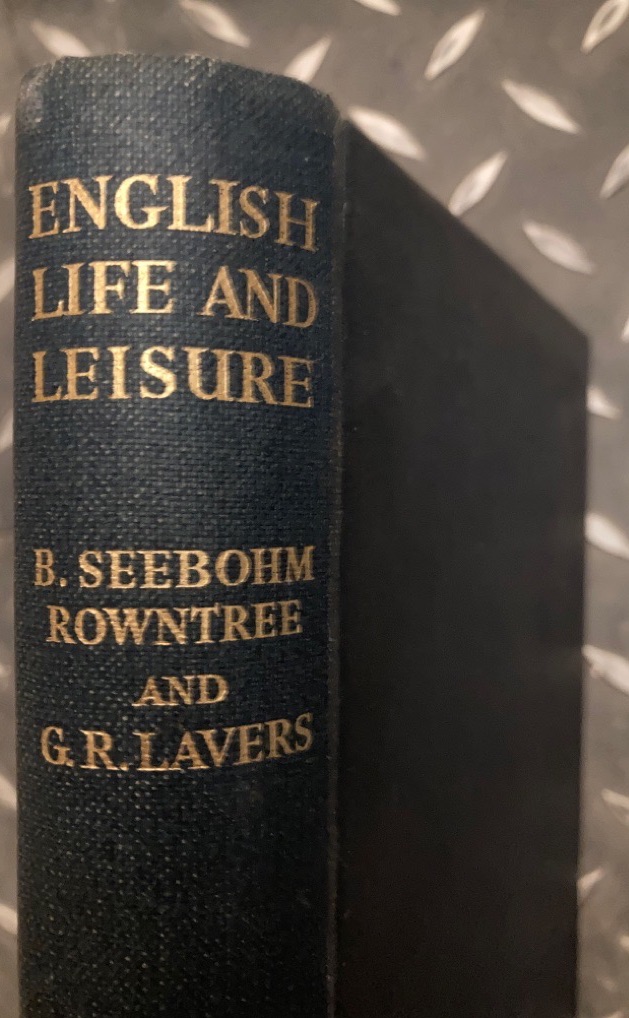 ENGLISH
LIFE AND
LEISURE
B. SEEBOHM
ROWNTREE
AND
G. R. LAVERS